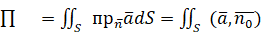 ∏ = ∬_S пр_n̄ ā dS = ∬_S (ā, n̄₀)